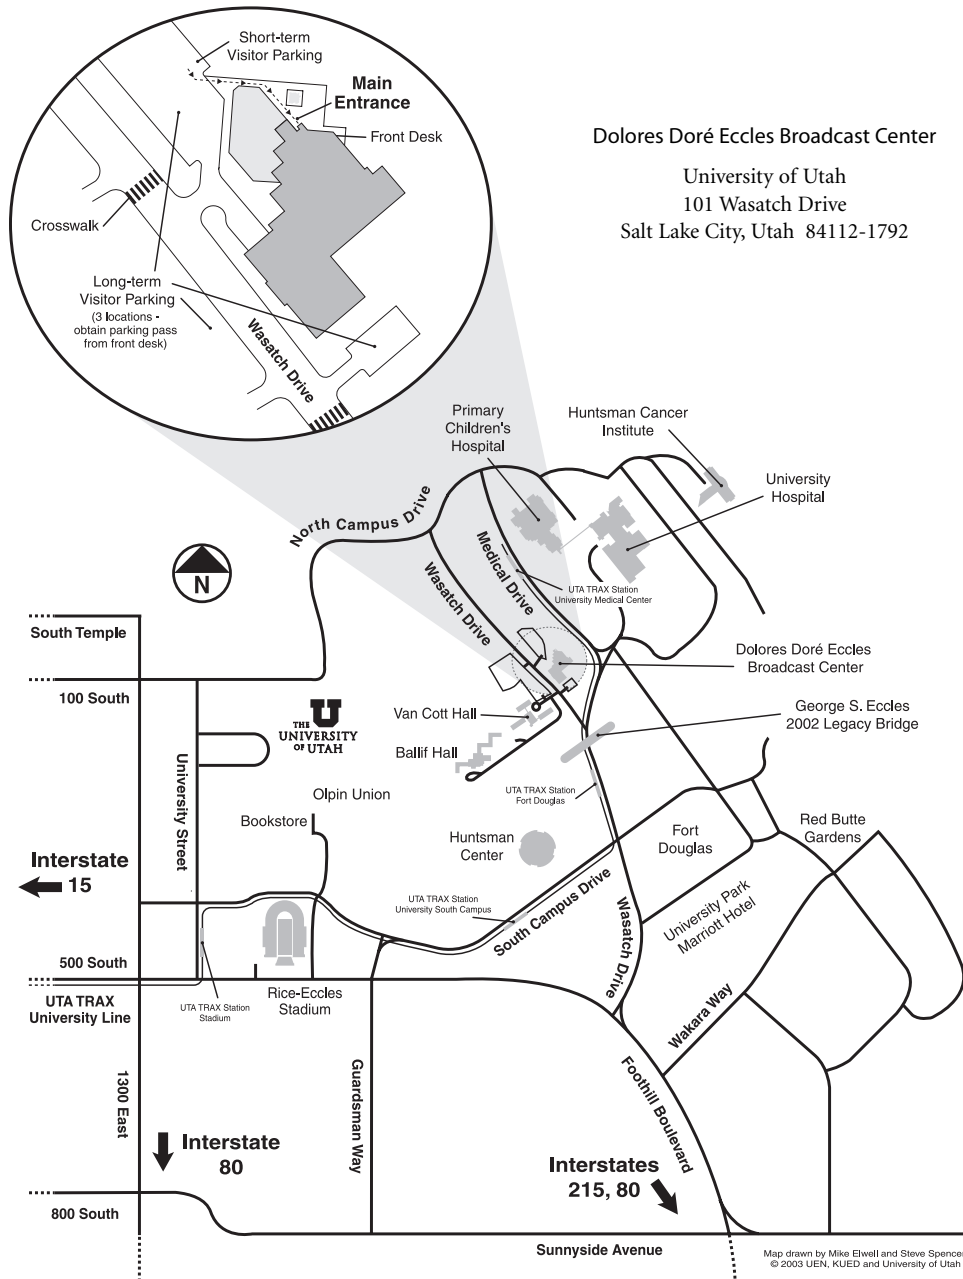 Short-term
Visitor Parking
Main
Entrance
Front Desk
Crosswalk
Long-term
Visitor Parking
(3 locations -
obtain parking pass
from front desk)
Wasatch Drive
Dolores Doré Eccles Broadcast Center
University of Utah
101 Wasatch Drive
Salt Lake City, Utah 84112-1792
Primary
Children's
Hospital
Huntsman Cancer
Institute
University
Hospital
North Campus Drive
Medical Drive
Wasatch Drive
UTA TRAX Station
University Medical Center
N
South Temple
100 South
Dolores Doré Eccles
Broadcast Center
George S. Eccles
2002 Legacy Bridge
Van Cott Hall
Ballif Hall
THE
UNIVERSITY
OF UTAH
University Street
UTA TRAX Station
Fort Douglas
Olpin Union
Bookstore
Huntsman
Center
Fort
Douglas
Red Butte
Gardens
Interstate
15
UTA TRAX Station
University South Campus
South Campus Drive
Wasatch Drive
University Park
Marriott Hotel
500 South
UTA TRAX
University Line
UTA TRAX Station
Stadium
Rice-Eccles
Stadium
Wakara Way
1300 East
Guardsman Way
Foothill Boulevard
Interstate
80
Interstates
215, 80
800 South
Sunnyside Avenue
Map drawn by Mike Elwell and Steve Spencer
© 2003 UEN, KUED and University of Utah